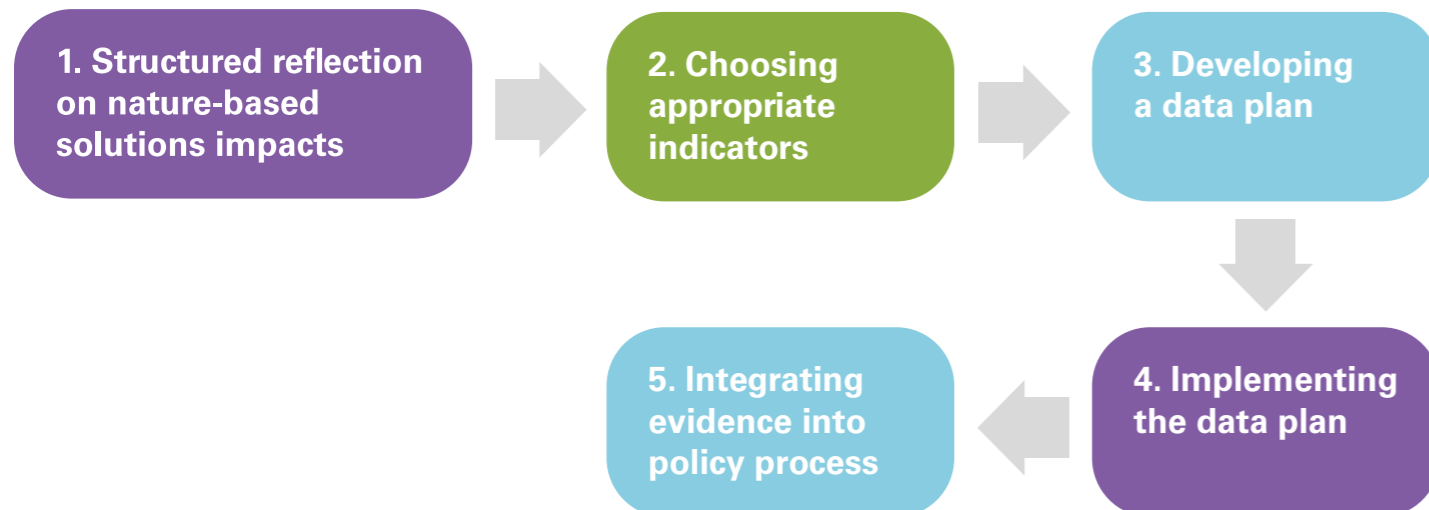 1. Structured reflection
on nature-based
solutions impacts
2. Choosing
appropriate
indicators
3. Developing
a data plan
4. Implementing
the data plan
5. Integrating
evidence into
policy process